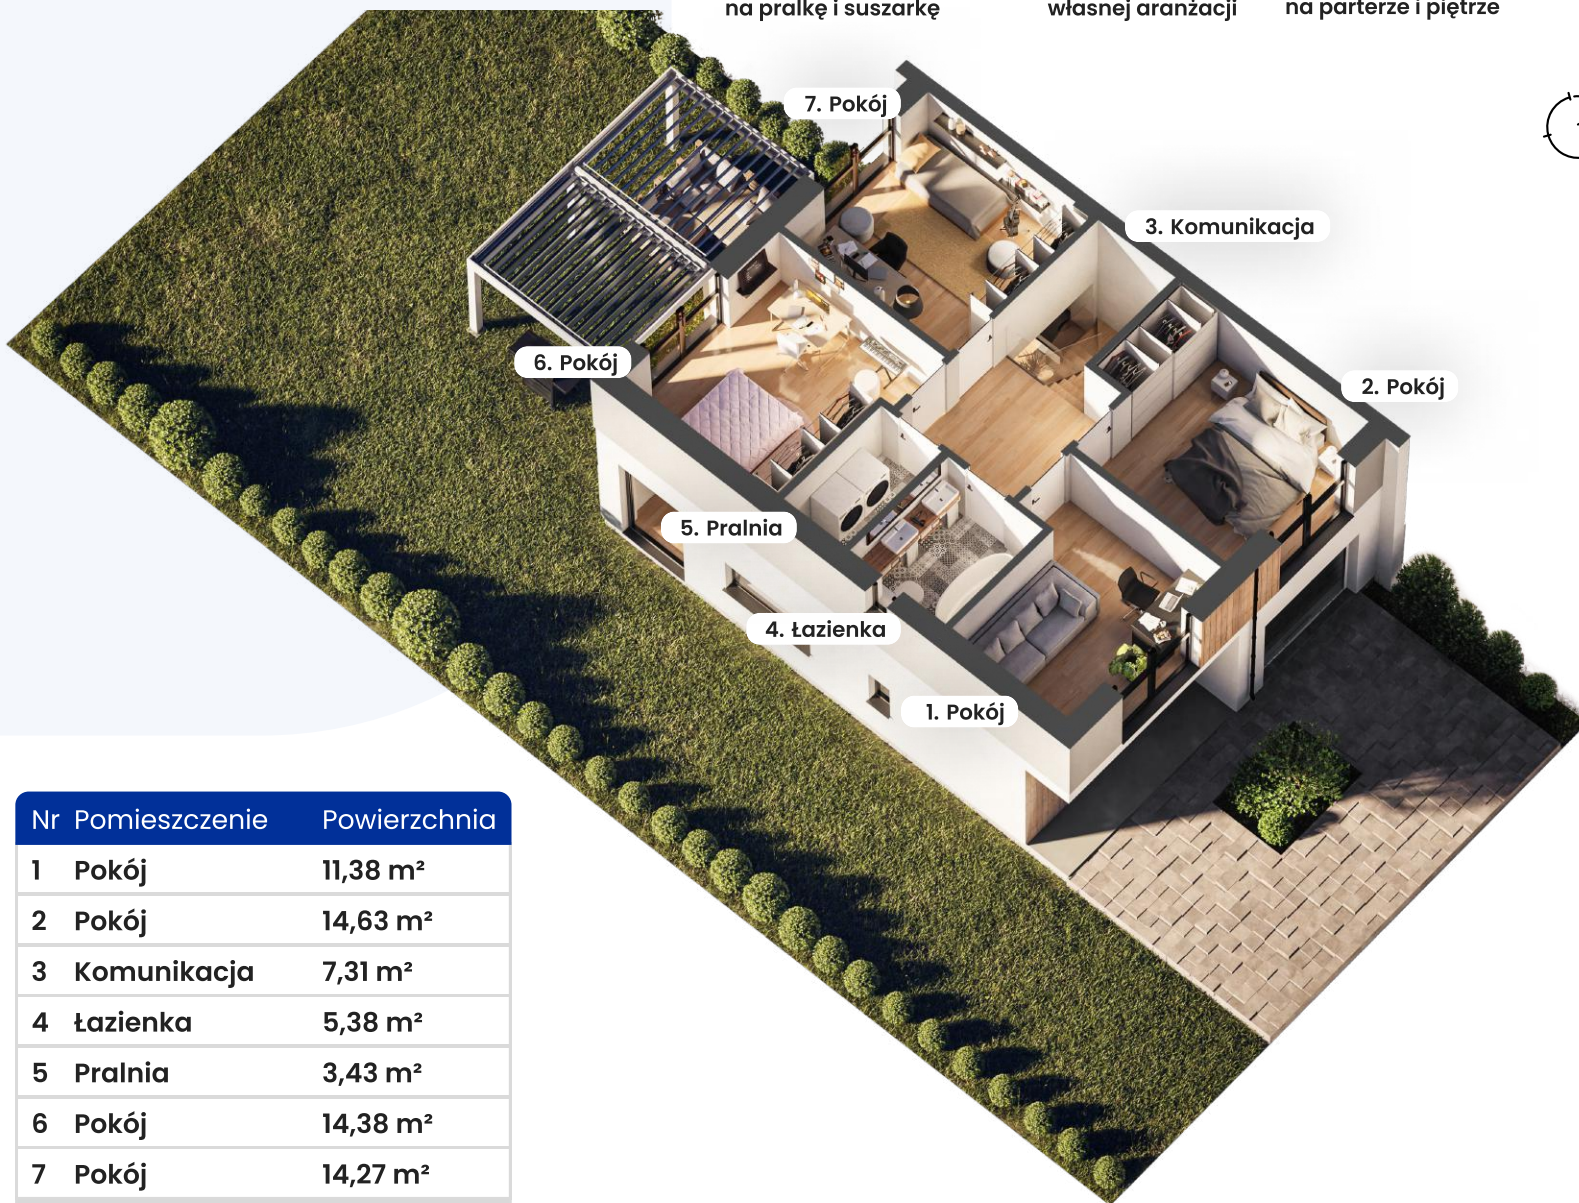 na pralkę i suszarkę
własnej aranżacji
na parterze i piętrze
7. Pokój
3. Komunikacja
6. Pokój
2. Pokój
5. Pralnia
4. Łazienka
1. Pokój
Nr Pomieszczenie Powierzchnia
1 Pokój 11,38 m²
2 Pokój 14,63 m²
3 Komunikacja 7,31 m²
4 Łazienka 5,38 m²
5 Pralnia 3,43 m²
6 Pokój 14,38 m²
7 Pokój 14,27 m²